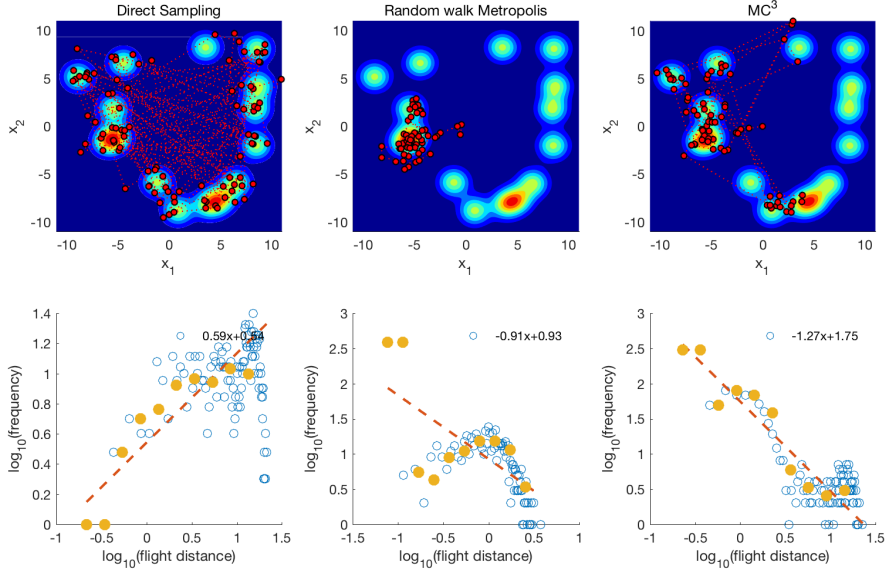 Direct Sampling
Random walk Metropolis
MC³
10
5
0
-5
-10
x₂
-10 -5 0 5 10
x₁
10
5
0
-5
-10
x₂
-10 -5 0 5 10
x₁
10
5
0
-5
-10
x₂
-10 -5 0 5 10
x₁
1.4
1.2
1
0.8
0.6
0.4
0.2
0
log₁₀(frequency)
0.59x+0.54
-1 -0.5 0 0.5 1 1.5
log₁₀(flight distance)
3
2.5
2
1.5
1
0.5
0
log₁₀(frequency)
-0.91x+0.93
-1.5 -1 -0.5 0 0.5 1
log₁₀(flight distance)
3
2.5
2
1.5
1
0.5
0
log₁₀(frequency)
-1.27x+1.75
-1 -0.5 0 0.5 1 1.5
log₁₀(flight distance)